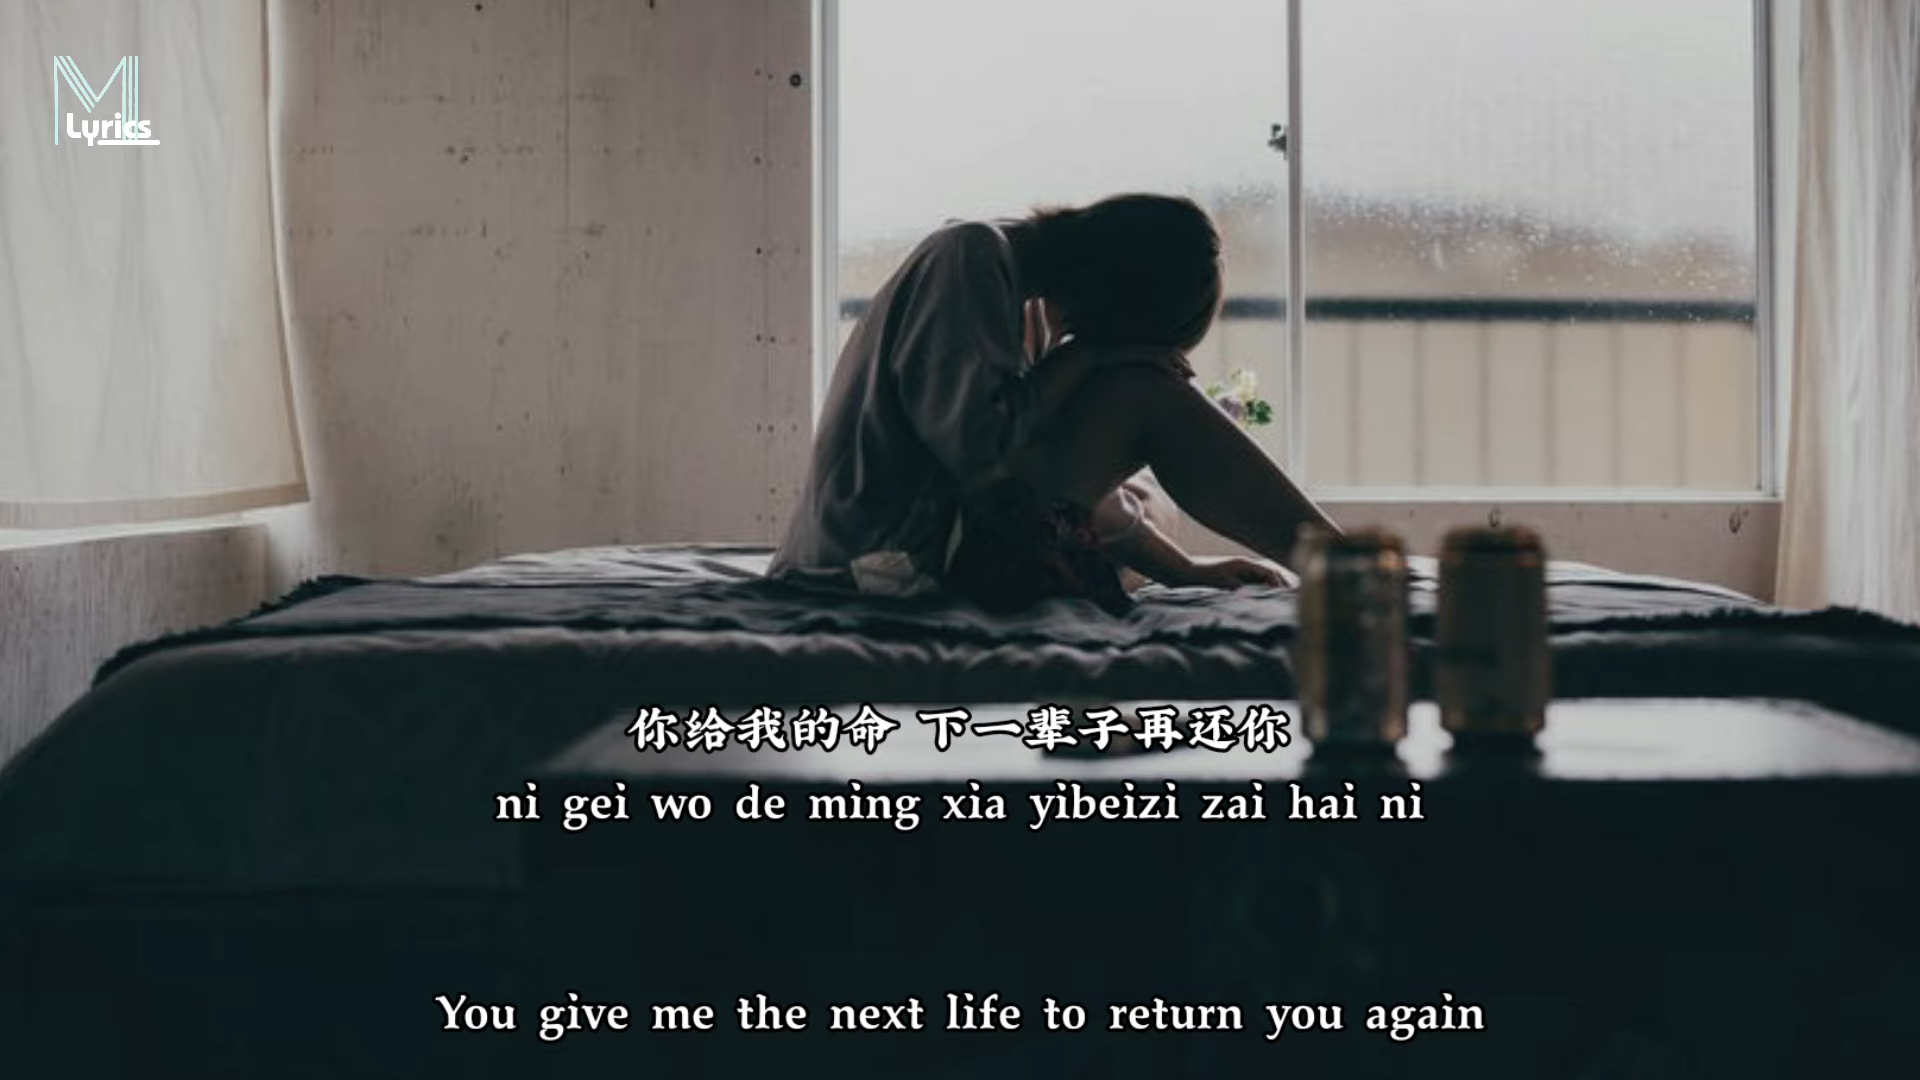 M
Lyrics
你给我的命 下一辈子再还你
ni gei wo de ming xia yibeizi zai hai ni
You give me the next life to return you again